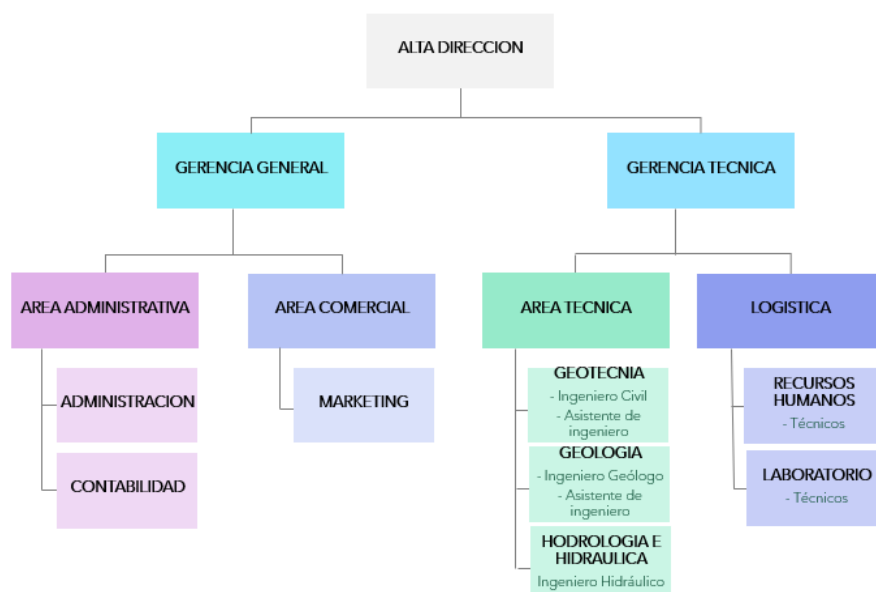 ALTA DIRECCION
GERENCIA GENERAL
GERENCIA TECNICA
AREA ADMINISTRATIVA
AREA COMERCIAL
AREA TECNICA
LOGISTICA
ADMINISTRACION
CONTABILIDAD
MARKETING
GEOTECNIA
- Ingeniero Civil
- Asistente de
ingeniero
GEOLOGIA
- Ingeniero Geólogo
- Asistente de
ingeniero
HODROLOGIA E
HIDRAULICA
Ingeniero Hidráulico
RECURSOS
HUMANOS
- Técnicos
LABORATORIO
- Técnicos